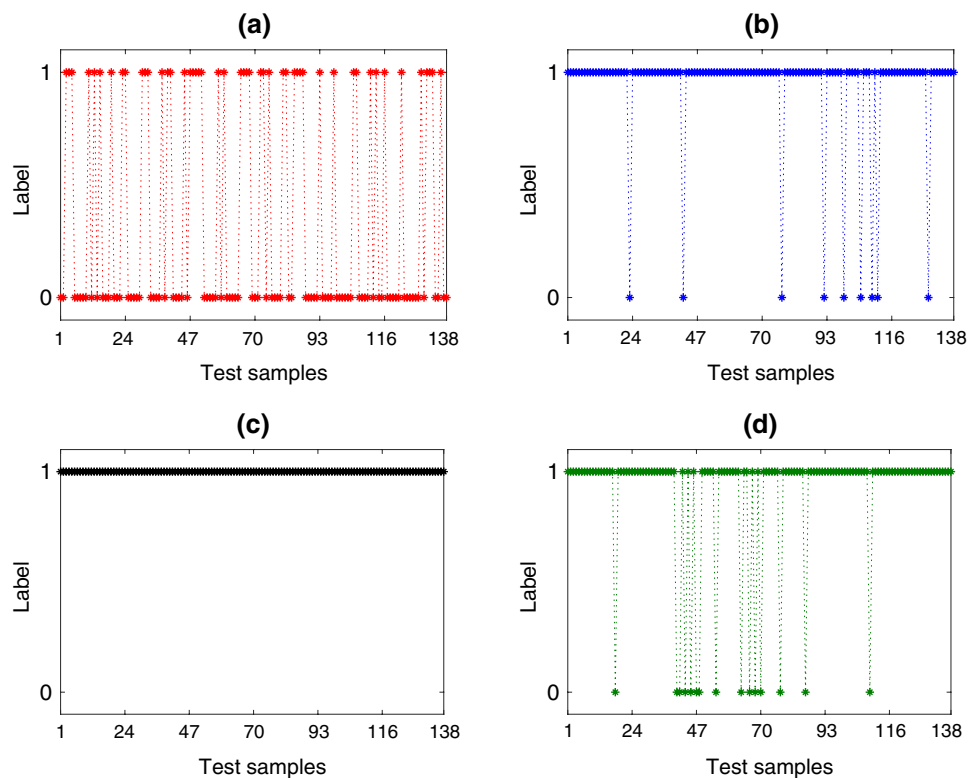 (a)
1
0
Label
1 24 47 70 93 116 138
Test samples
(b)
1
0
Label
1 24 47 70 93 116 138
Test samples
(c)
1
0
Label
1 24 47 70 93 116 138
Test samples
(d)
1
0
Label
1 24 47 70 93 116 138
Test samples